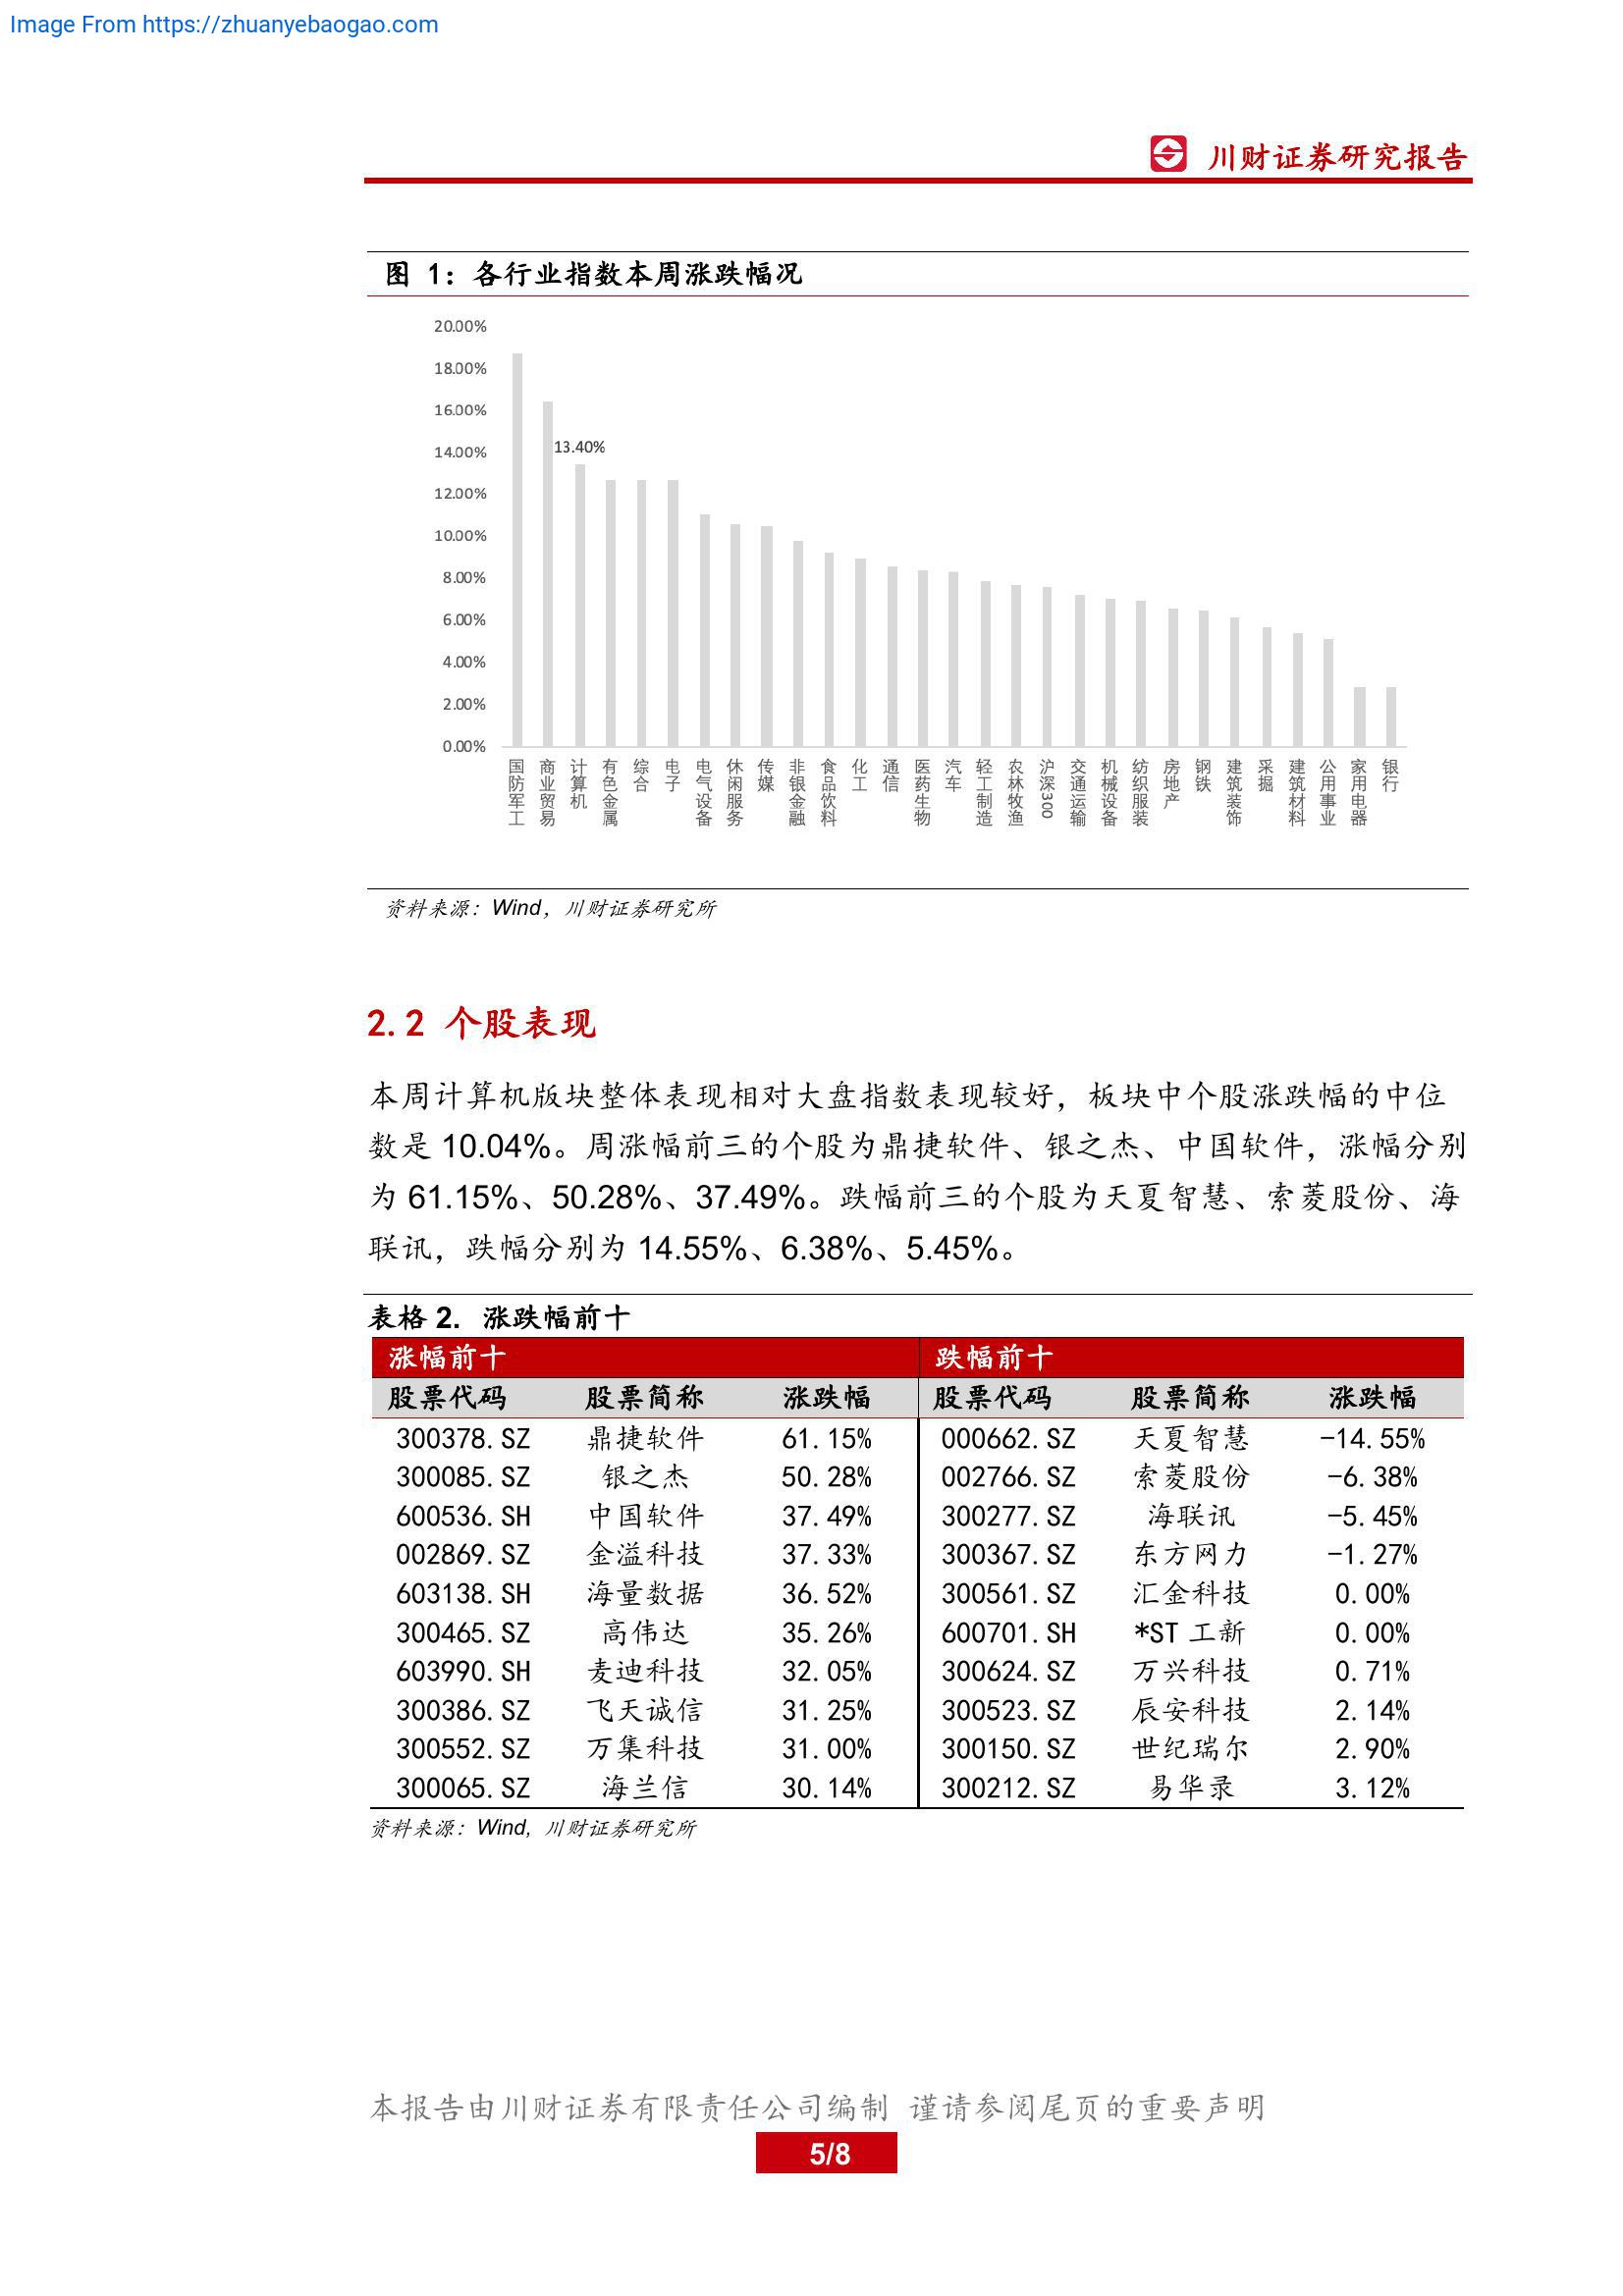 Image From https://zhuanyebaogao.com
川财证券研究报告
图 1：各行业指数本周涨跌幅况
20.00%
18.00%
16.00%
14.00%
12.00%
10.00%
8.00%
6.00%
4.00%
2.00%
0.00%
13.40%
国防军工
商业贸易
计算机
有色金属
综合
电子
电气设备
休闲服务
传媒
非银金融
食品饮料
化工
通信
医药生物
汽车
轻工制造
农林牧渔
沪深300
交通运输
机械设备
纺织服装
房地产
钢铁
建筑装饰
采掘
建筑材料
公用事业
家用电器
银行
资料来源：Wind，川财证券研究所
2.2 个股表现
本周计算机版块整体表现相对大盘指数表现较好，板块中个股涨跌幅的中位
数是 10.04%。周涨幅前三的个股为鼎捷软件、银之杰、中国软件，涨幅分别
为 61.15%、50.28%、37.49%。跌幅前三的个股为天夏智慧、索菱股份、海
联讯，跌幅分别为 14.55%、6.38%、5.45%。
表格 2. 涨跌幅前十
涨幅前十 跌幅前十
股票代码 股票简称 涨跌幅 股票代码 股票简称 涨跌幅
300378.SZ 鼎捷软件 61.15% 000662.SZ 天夏智慧 -14.55%
300085.SZ 银之杰 50.28% 002766.SZ 索菱股份 -6.38%
600536.SH 中国软件 37.49% 300277.SZ 海联讯 -5.45%
002869.SZ 金溢科技 37.33% 300367.SZ 东方网力 -1.27%
603138.SH 海量数据 36.52% 300561.SZ 汇金科技 0.00%
300465.SZ 高伟达 35.26% 600701.SH *ST 工新 0.00%
603990.SH 麦迪科技 32.05% 300624.SZ 万兴科技 0.71%
300386.SZ 飞天诚信 31.25% 300523.SZ 辰安科技 2.14%
300552.SZ 万集科技 31.00% 300150.SZ 世纪瑞尔 2.90%
300065.SZ 海兰信 30.14% 300212.SZ 易华录 3.12%
资料来源：Wind，川财证券研究所
本报告由川财证券有限责任公司编制 谨请参阅尾页的重要声明
5/8